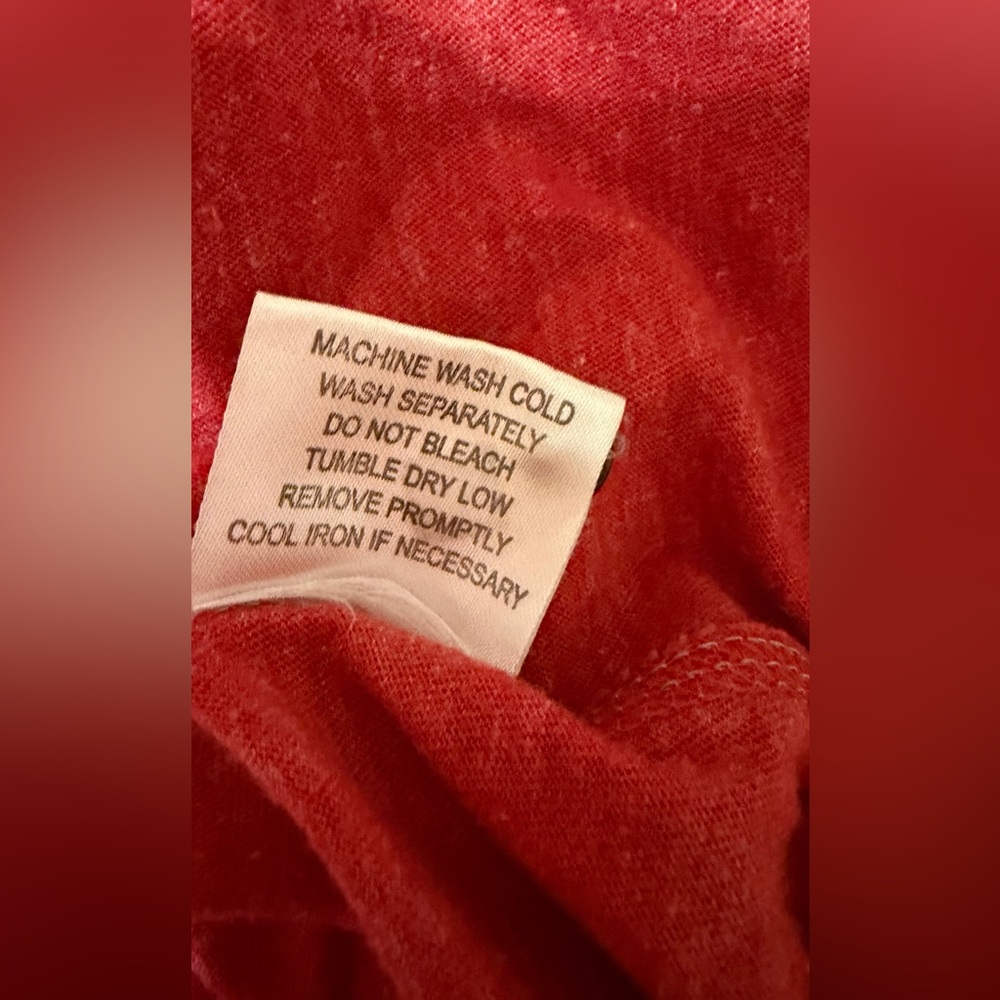 MACHINE WASH COLD
WASH SEPARATELY
DO NOT BLEACH
TUMBLE DRY LOW
REMOVE PROMPTLY
COOL IRON IF NECESSARY